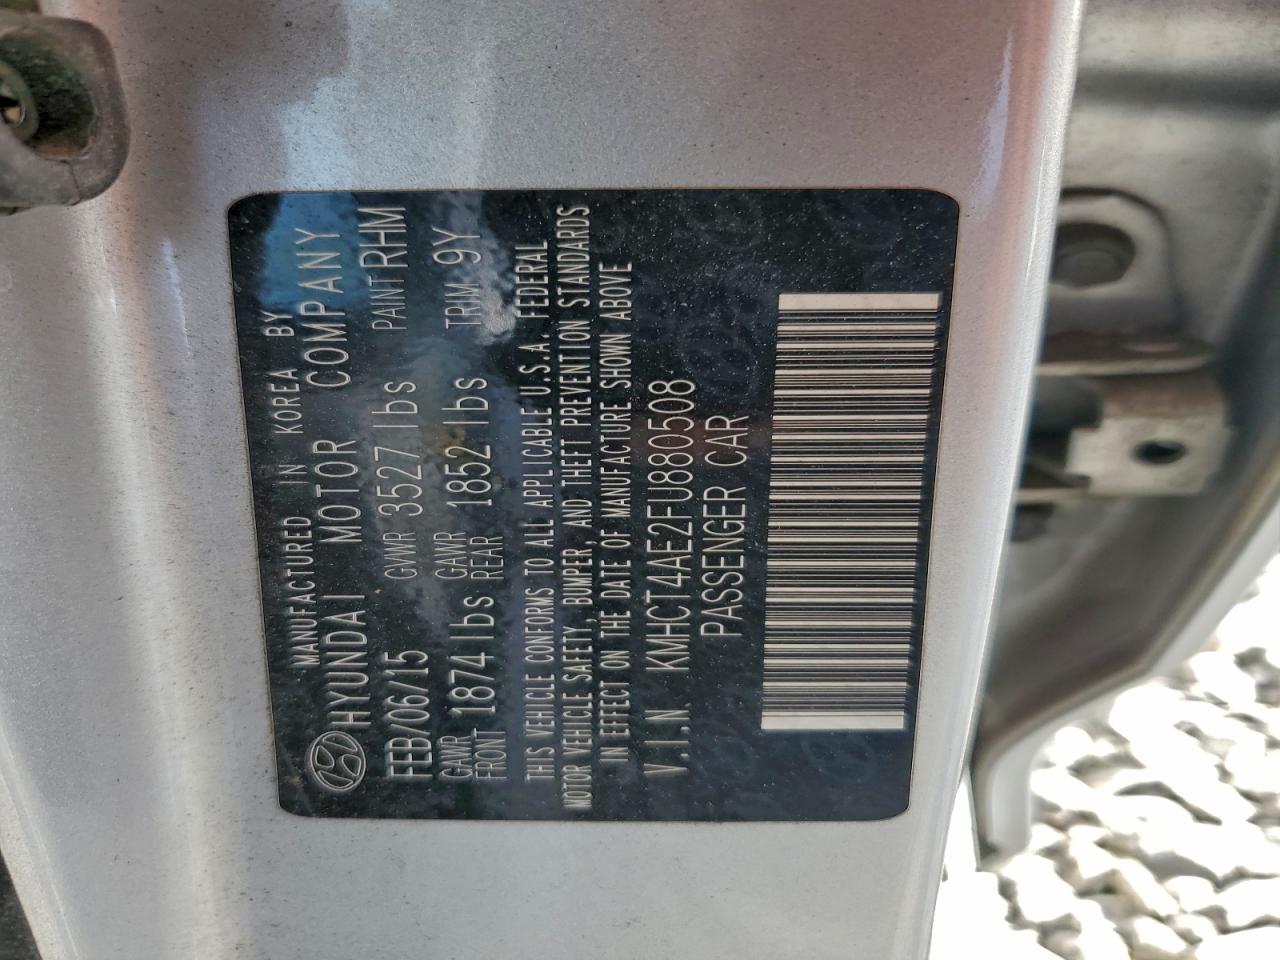 MANUFACTURED IN KOREA BY
HYUNDAI MOTOR COMPANY
FEB/06/15 GVWR 3527 lbs PAINT RHM
GAWR FRONT 1874 lbs GAWR REAR 1852 lbs TRIM 9Y
THIS VEHICLE CONFORMS TO ALL APPLICABLE U.S.A. FEDERAL
MOTOR VEHICLE SAFETY, BUMPER, AND THEFT PREVENTION STANDARDS
IN EFFECT ON THE DATE OF MANUFACTURE SHOWN ABOVE
V.I.N KMHCT4AE2FU880508
PASSENGER CAR